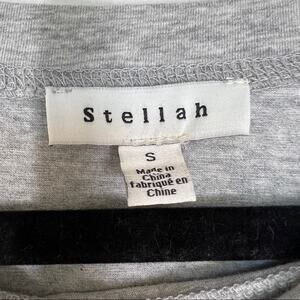 Stellah
S
Made in
China
fabriqué en
Chine